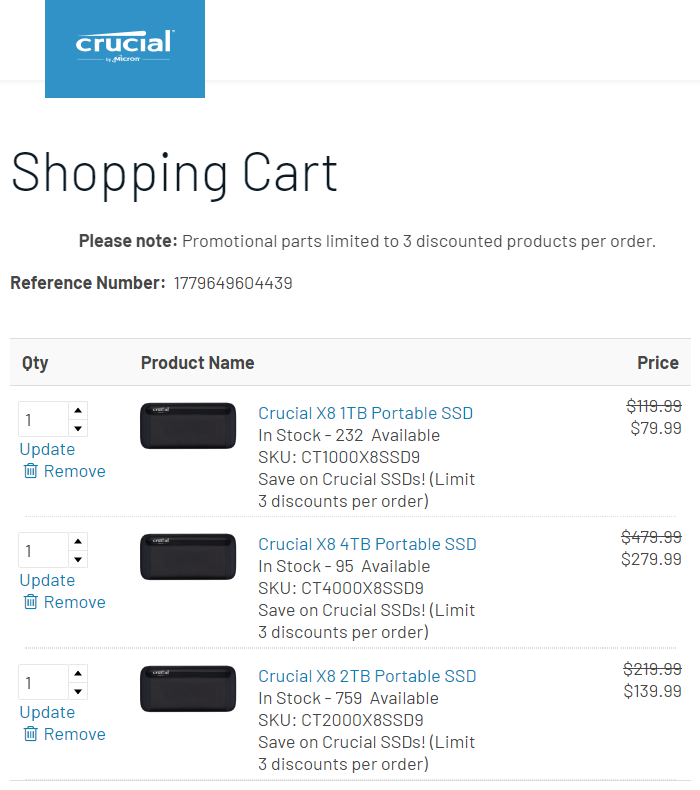 crucial
by Micron
Shopping Cart
Please note: Promotional parts limited to 3 discounted products per order.
Reference Number: 1779649604439
Qty Product Name Price
1
Update
Remove
crucial
Crucial X8 1TB Portable SSD
In Stock - 232 Available
SKU: CT1000X8SSD9
Save on Crucial SSDs! (Limit
3 discounts per order)
$119.99
$79.99
1
Update
Remove
crucial
Crucial X8 4TB Portable SSD
In Stock - 95 Available
SKU: CT4000X8SSD9
Save on Crucial SSDs! (Limit
3 discounts per order)
$479.99
$279.99
1
Update
Remove
crucial
Crucial X8 2TB Portable SSD
In Stock - 759 Available
SKU: CT2000X8SSD9
Save on Crucial SSDs! (Limit
3 discounts per order)
$219.99
$139.99